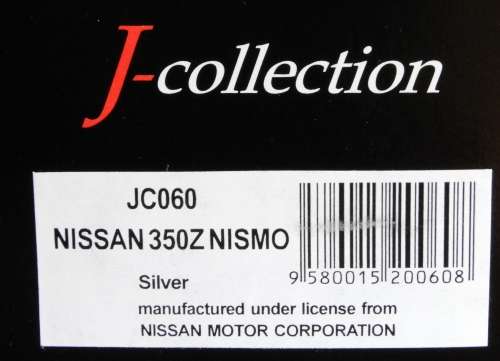 J-collection
JC060
NISSAN 350Z NISMO
Silver
9 580015 200608
manufactured under license from
NISSAN MOTOR CORPORATION